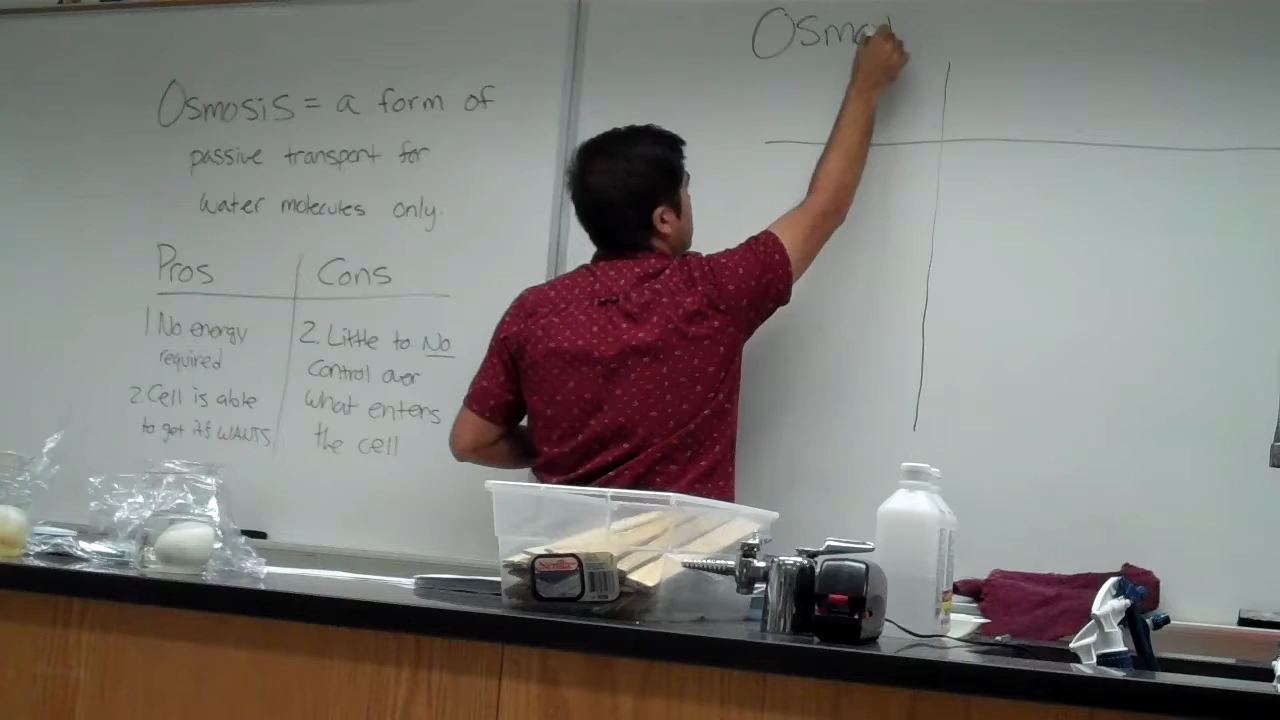 Osmosis = a form of
passive transport for
water molecules only.
Pros
Cons
1 No energy
required
2 Cell is able
to get it's WANTS
2. Little to No
control over
what enters
the cell
Osmo